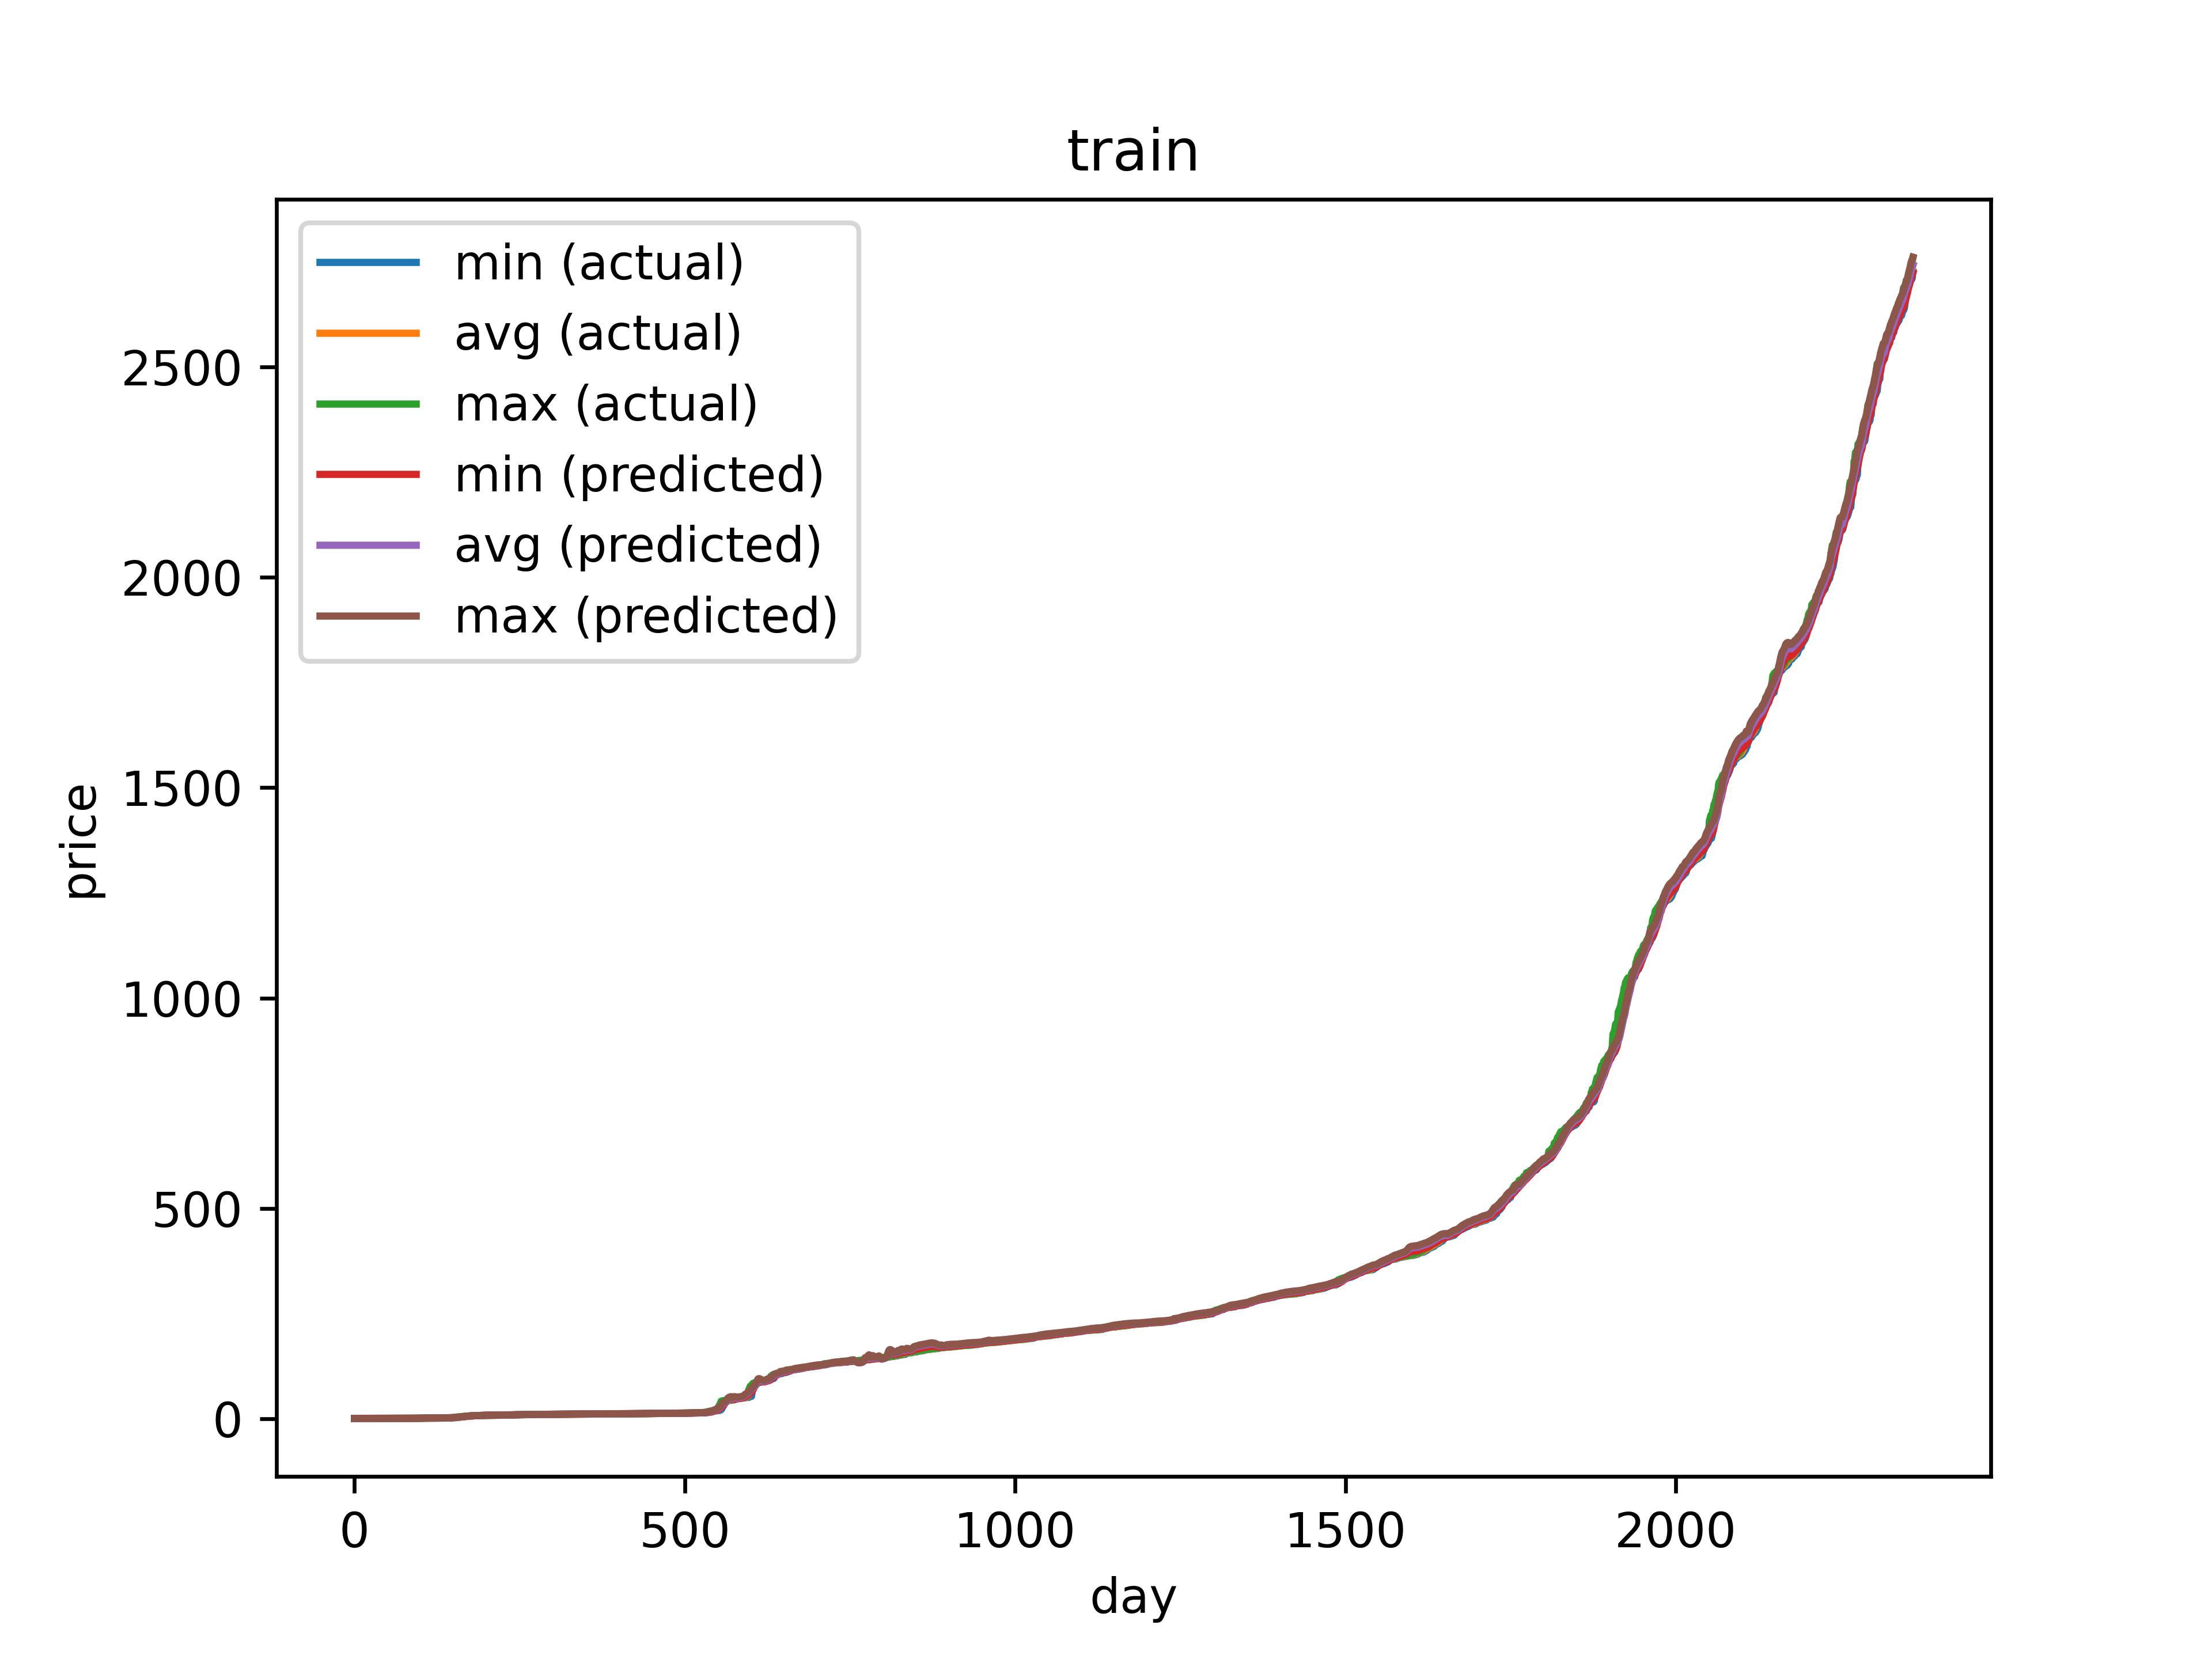 train
min (actual)
avg (actual)
max (actual)
min (predicted)
avg (predicted)
max (predicted)
2500
2000
1500
1000
500
0
price
0 500 1000 1500 2000
day